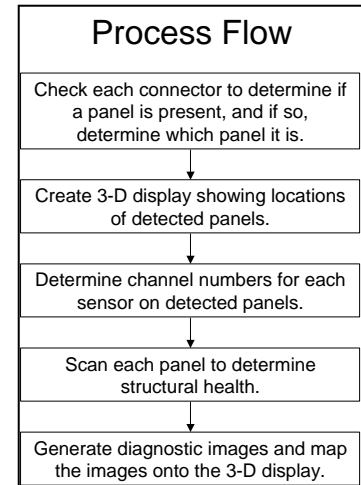 Process Flow
Check each connector to determine if
a panel is present, and if so,
determine which panel it is.
Create 3-D display showing locations
of detected panels.
Determine channel numbers for each
sensor on detected panels.
Scan each panel to determine
structural health.
Generate diagnostic images and map
the images onto the 3-D display.